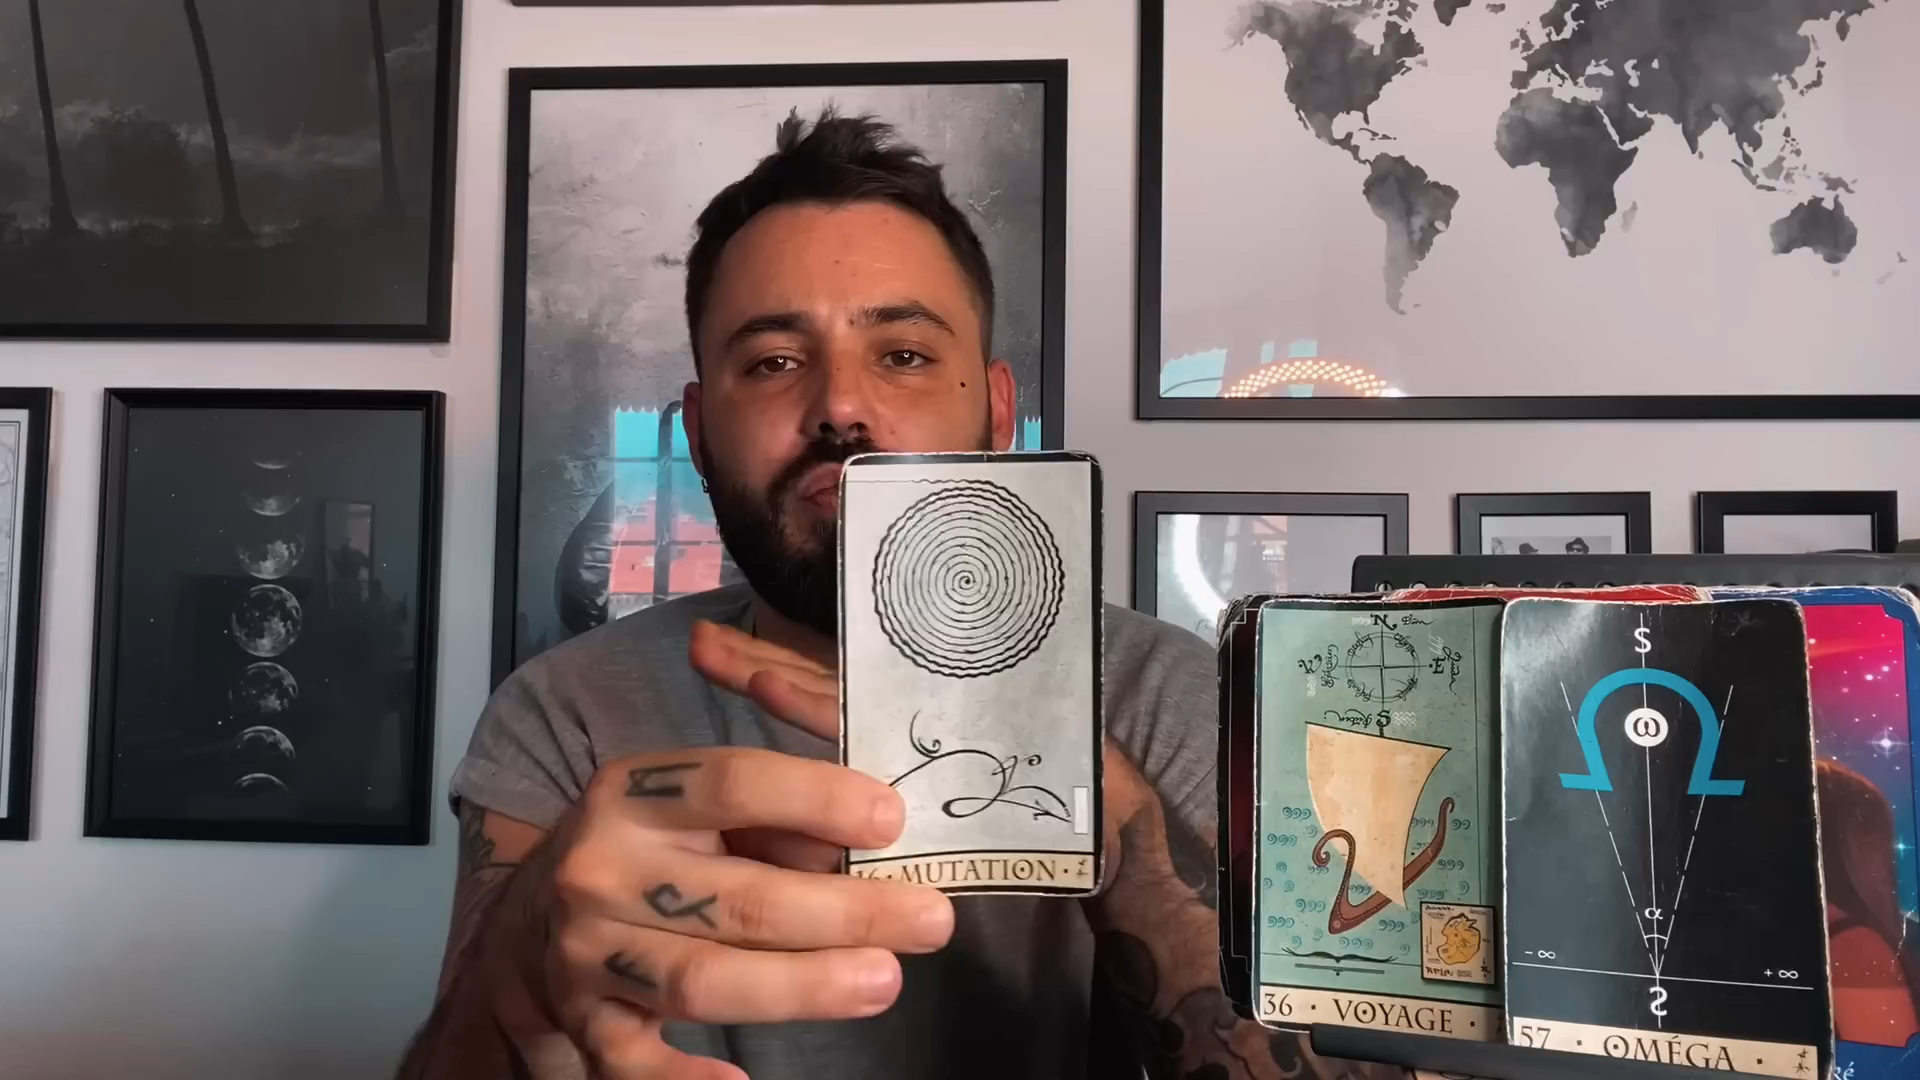 16 · MUTATION ·
N
E
S
36 · VOYAGE ·
S
ω
α
- ∞
+ ∞
S
57 · OMÉGA ·